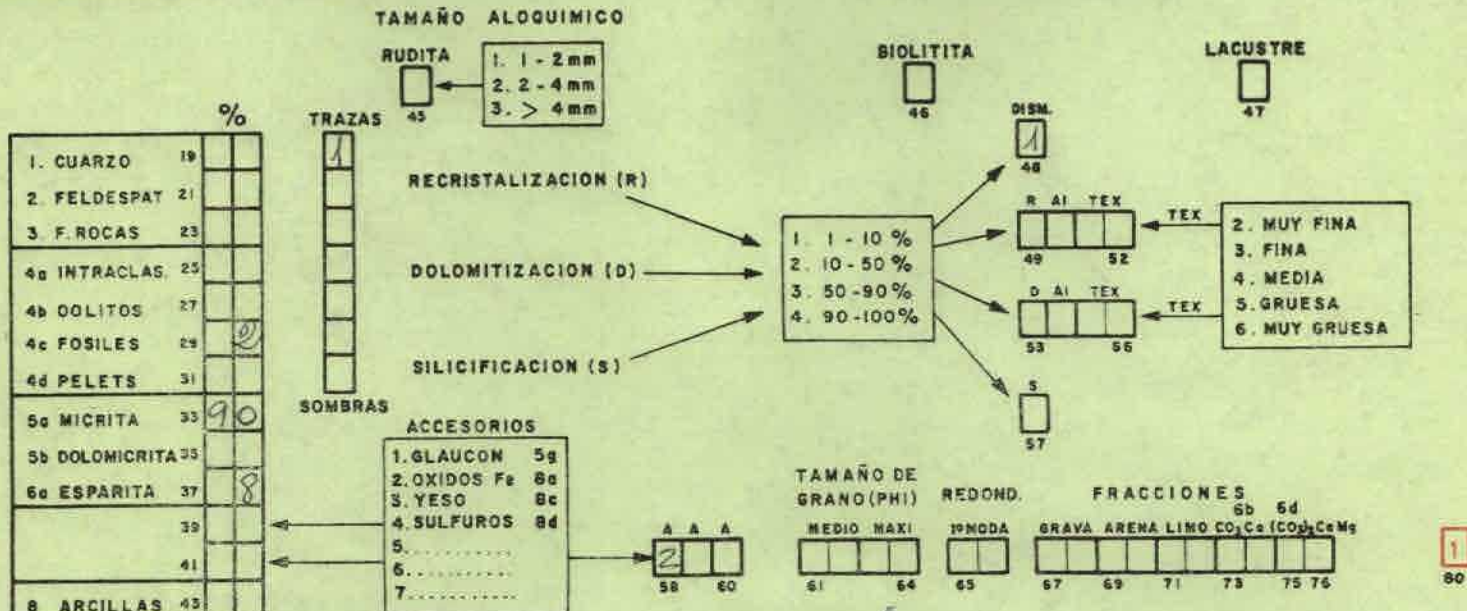 TAMAÑO ALOQUIMICO
RUDITA
45
1. 1 - 2 mm
2. 2 - 4 mm
3. > 4 mm
BIOLITITA
46
LACUSTRE
47
%
1. CUARZO 19
2. FELDESPAT 21
3. F. ROCAS 23
4a INTRACLAS. 25
4b OOLITOS 27
4c FOSILES 29 2
4d PELETS 31
5a MICRITA 33 90
5b DOLOMICRITA 35
6a ESPARITA 37 8
39
41
8 ARCILLAS 43
TRAZAS
1
SOMBRAS
RECRISTALIZACION (R)
DOLOMITIZACION (D)
SILICIFICACION (S)
1. 1 - 10 %
2. 10 - 50 %
3. 50 - 90 %
4. 90 - 100 %
DISM.
1
48
R AI TEX
49 52
D AI TEX
53 56
S
57
TEX
TEX
2. MUY FINA
3. FINA
4. MEDIA
5. GRUESA
6. MUY GRUESA
ACCESORIOS
1. GLAUCON 5g
2. OXIDOS Fe 8a
3. YESO 8c
4. SULFUROS 8d
5. ..........
6. ..........
7. ..........
A A A
2
58 60
TAMAÑO DE
GRANO (PHI)
MEDIO MAXI
61 64
REDOND.
1ª MODA
65
FRACCIONES
6b 6d
GRAVA ARENA LIMO CO₃Ca (CO₃)₂CaMg
67 69 71 73 75 76
1
80